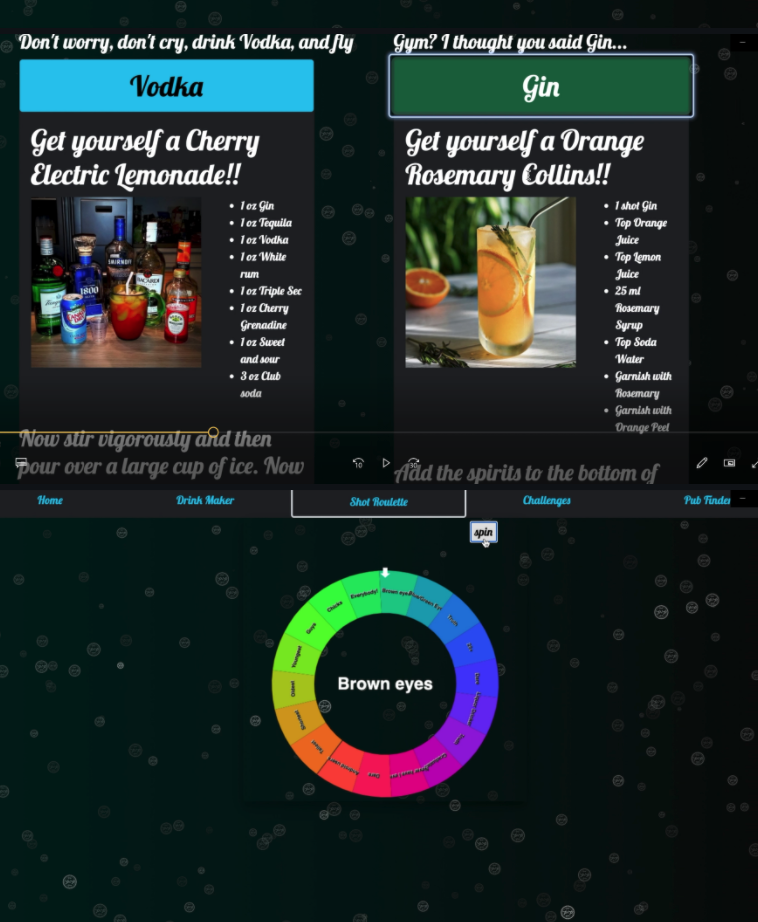 Don't worry, don't cry, drink Vodka, and fly
Vodka
Get yourself a Cherry
Electric Lemonade!!
1 oz Gin
1 oz Tequila
1 oz Vodka
1 oz White
rum
1 oz Triple Sec
1 oz Cherry
Grenadine
1 oz Sweet
and sour
3 oz Club
soda
Now stir vigorously and then
pour over a large cup of ice. Now
Gym? I thought you said Gin...
Gin
Get yourself a Orange
Rosemary Collins!!
1 shot Gin
Top Orange
Juice
Top Lemon
Juice
25 ml
Rosemary
Syrup
Top Soda
Water
Garnish with
Rosemary
Garnish with
Orange Peel
Add the spirits to the bottom of
10
30
Home
Drink Maker
Shot Roulette
Challenges
Pub Finder
spin
Everybody!
Brown eyes
Chicks
Guys
Youngest
Oldest
Shortest
Tallest
Brown eyes